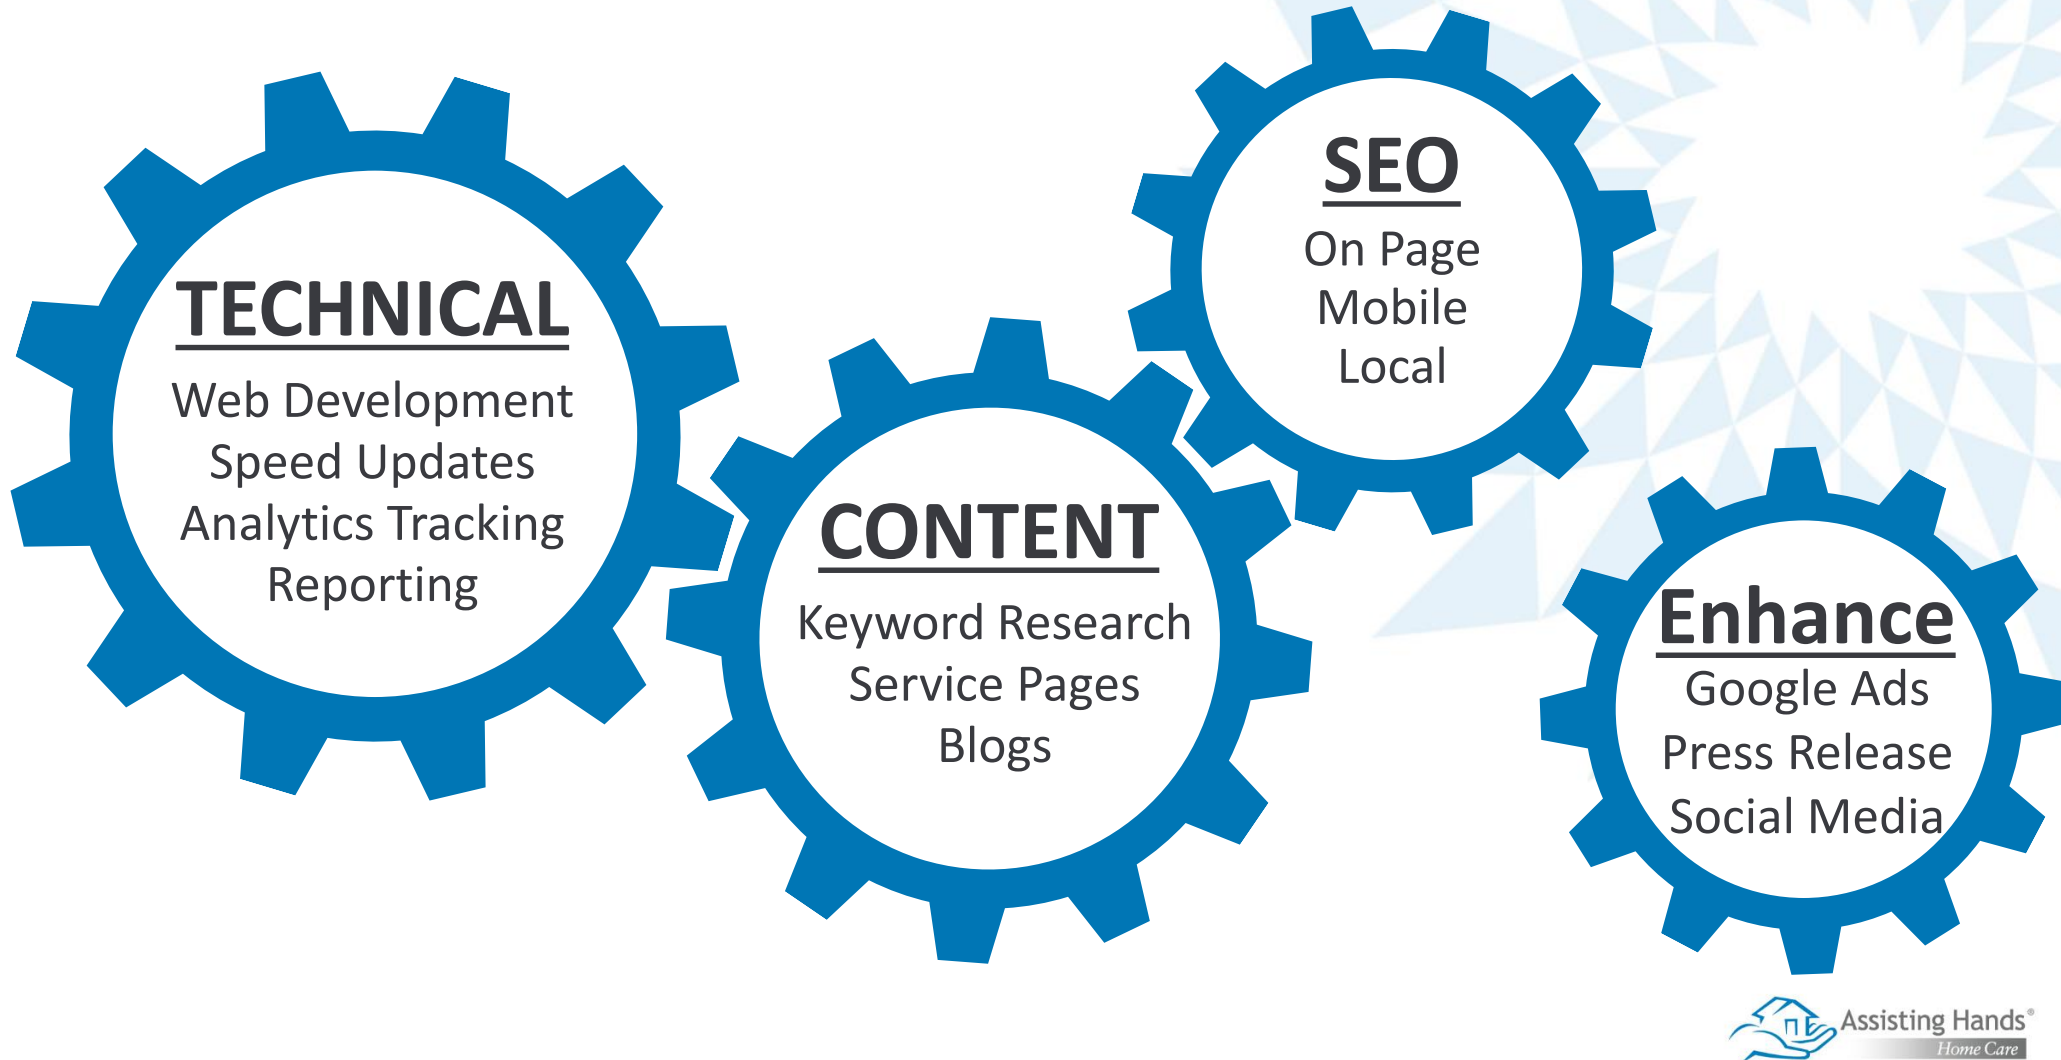 TECHNICAL
Web Development
Speed Updates
Analytics Tracking
Reporting
CONTENT
Keyword Research
Service Pages
Blogs
SEO
On Page
Mobile
Local
Enhance
Google Ads
Press Release
Social Media
Assisting Hands®
Home Care